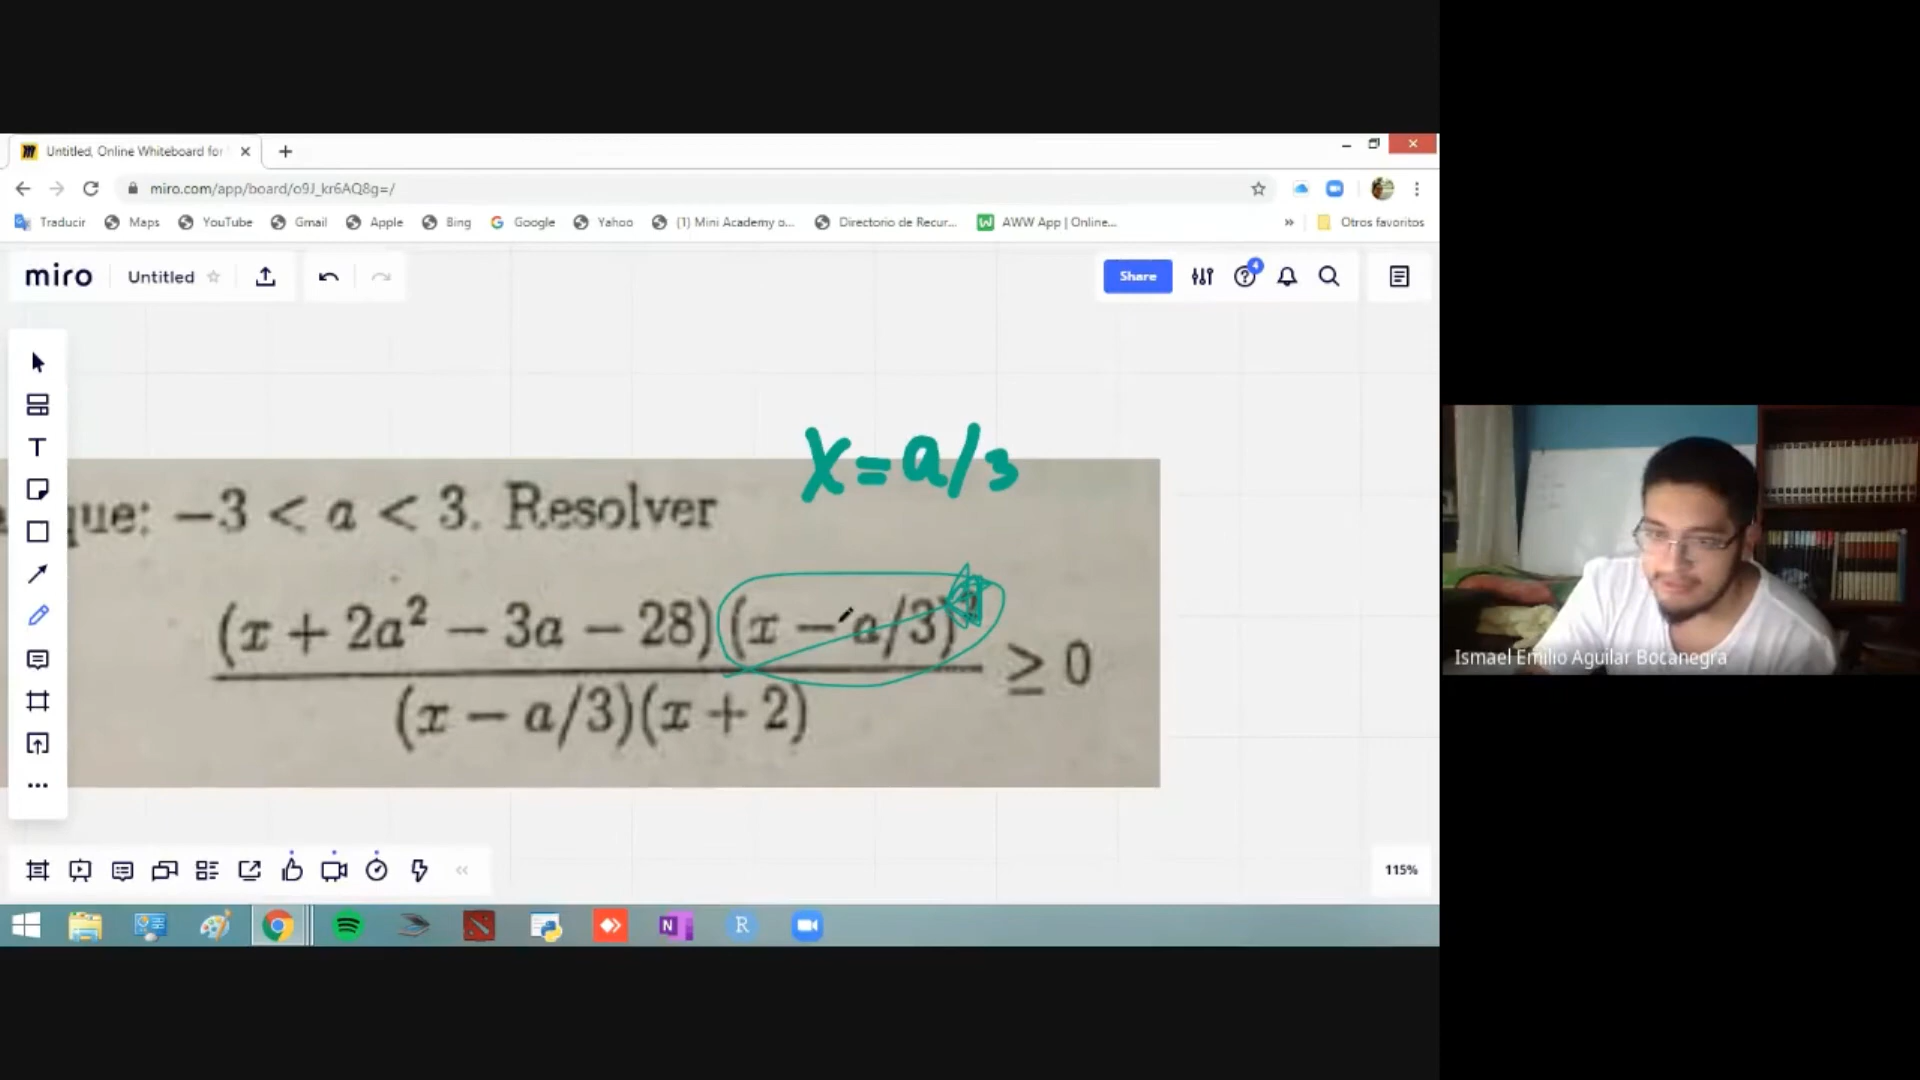 Untitled, Online Whiteboard for
miro.com/app/board/o9J_kr6AQ8g=/
Traducir Maps YouTube Gmail Apple Bing Google Yahoo (1) Mini Academy o... Directorio de Recur... AWW App | Online... » Otros favoritos
miro Untitled Share 4
x = a/3
que: −3 < a < 3. Resolver
(x + 2a² − 3a − 28)(x − a/3)
(x − a/3)(x + 2)
≥ 0
Ismael Emilio Aguilar Bocanegra
115%